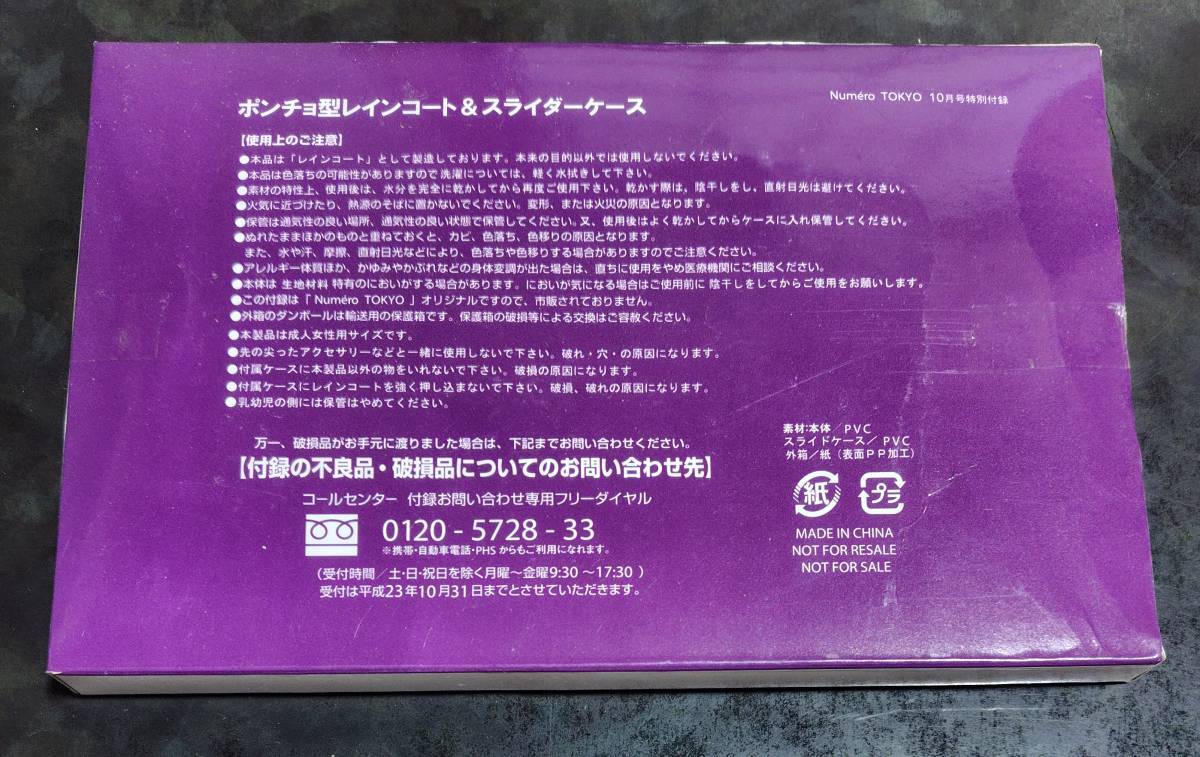 Numéro TOKYO 10月号特別付録
ポンチョ型レインコート&スライダーケース
【使用上のご注意】
●本品は「レインコート」として製造しております。本来の目的以外では使用しないでください。
●本品は色落ちの可能性がありますので洗濯については、軽く水拭きして下さい。
●素材の特性上、使用後は、水分を完全に乾かしてから再度ご使用下さい。乾かす際は、陰干しをし、直射日光は避けてください。
●火気に近づけたり、熱源のそばに置かないでください。変形、または火災の原因となります。
●保管は通気性の良い場所、通気性の良い状態で保管してください。又、使用後はよく乾かしてからケースに入れ保管してください。
●ぬれたままほかのものと重ねておくと、カビ、色落ち、色移りの原因となります。
また、水や汗、摩擦、直射日光などにより、色落ちや色移りする場合がありますのでご注意ください。
●アレルギー体質ほか、かゆみやかぶれなどの身体変調が出た場合は、直ちに使用をやめ医療機関にご相談ください。
●本体は 生地材料 特有のにおいがする場合があります。においが気になる場合はご使用前に 陰干しをしてからご使用をお願いします。
●この付録は「 Numéro TOKYO 」オリジナルですので、市販されておりません。
●外箱のダンボールは輸送用の保護箱です。保護箱の破損等による交換はご容赦ください。
●本製品は成人女性用サイズです。
●先の尖ったアクセサリーなどと一緒に使用しないで下さい。破れ・穴・の原因になります。
●付属ケースに本製品以外の物をいれないで下さい。破損の原因になります。
●付属ケースにレインコートを強く押し込まないで下さい。破損、破れの原因になります。
●乳幼児の側には保管はやめてください。
万一、破損品がお手元に渡りました場合は、下記までお問い合わせください。
【付録の不良品・破損品についてのお問い合わせ先】
コールセンター 付録お問い合わせ専用フリーダイヤル
0120 - 5728 - 33
※携帯・自動車電話・PHS からもご利用になれます。
（受付時間／土・日・祝日を除く月曜〜金曜9:30 〜17:30 ）
受付は平成23年10月31日までとさせていただきます。
素材:本体／PVC
スライドケース／ PVC
外箱／紙（表面ＰＰ加工）
紙
プラ
MADE IN CHINA
NOT FOR RESALE
NOT FOR SALE